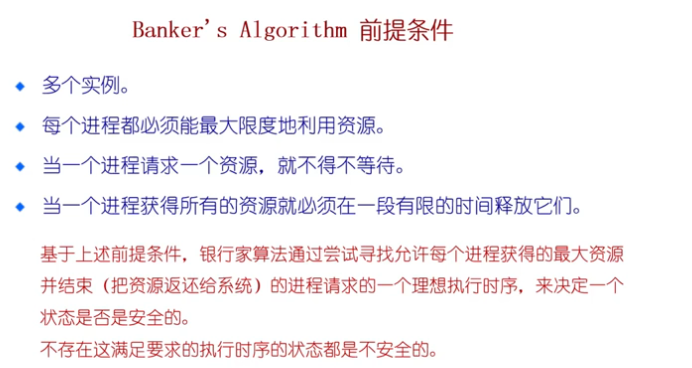 Banker's Algorithm 前提条件
多个实例。
每个进程都必须能最大限度地利用资源。
当一个进程请求一个资源，就不得不等待。
当一个进程获得所有的资源就必须在一段有限的时间释放它们。
基于上述前提条件，银行家算法通过尝试寻找允许每个进程获得的最大资源
并结束（把资源返还给系统）的进程请求的一个理想执行时序，来决定一个
状态是否是安全的。
不存在这满足要求的执行时序的状态都是不安全的。